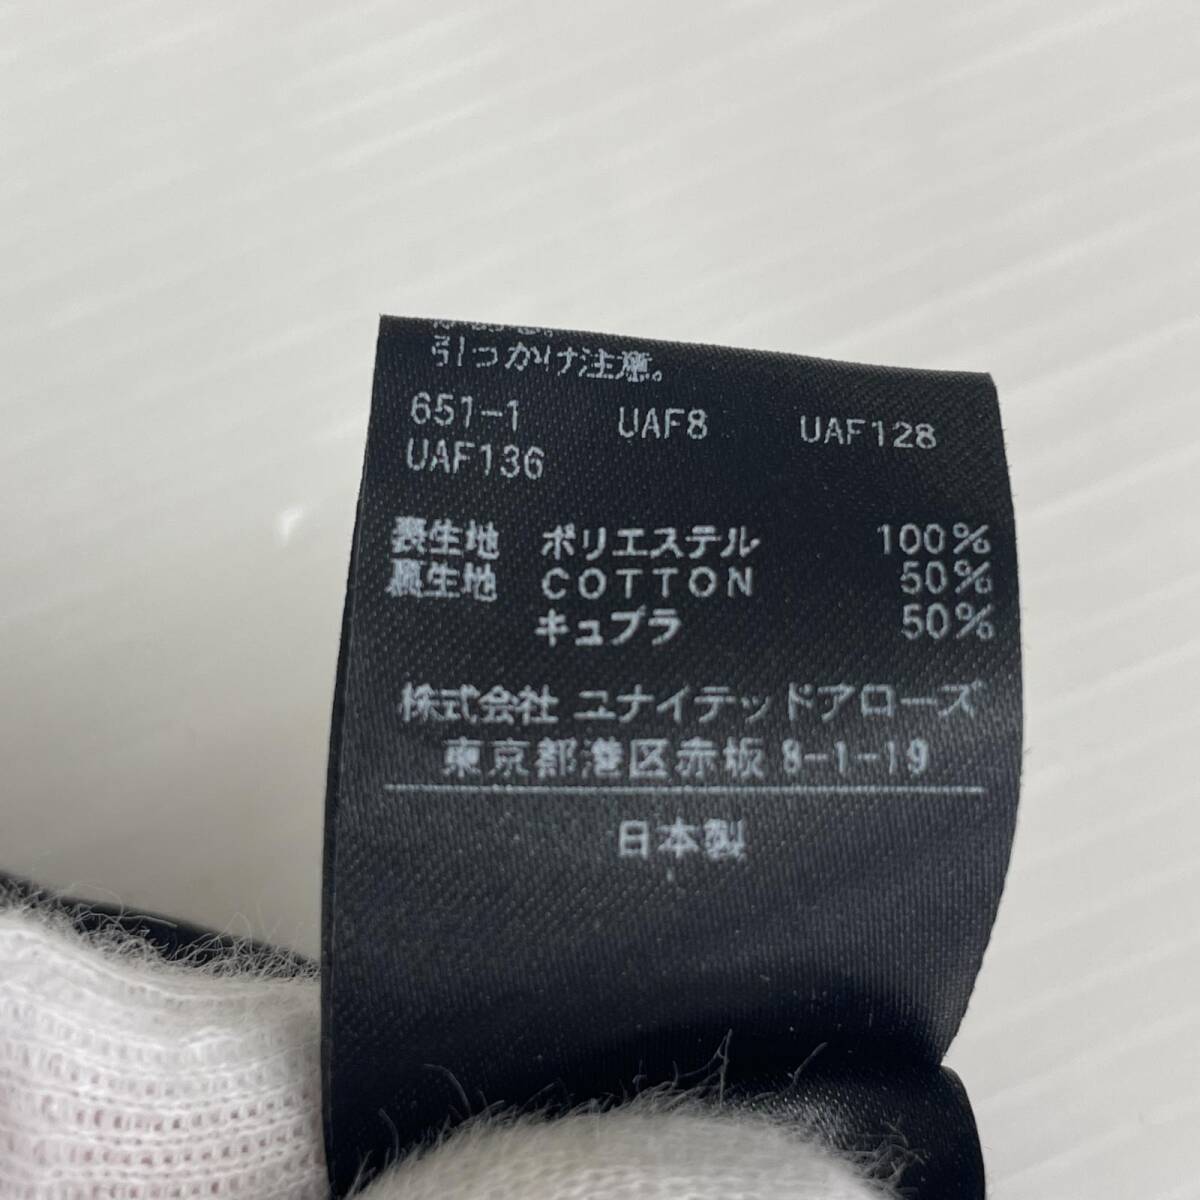 引っかけ注意。
651-1 UAF8 UAF128
UAF136
表生地 ポリエステル 100%
裏生地 COTTON 50%
キュプラ 50%
株式会社 ユナイテッドアローズ
東京都港区赤坂 8-1-19
日本製